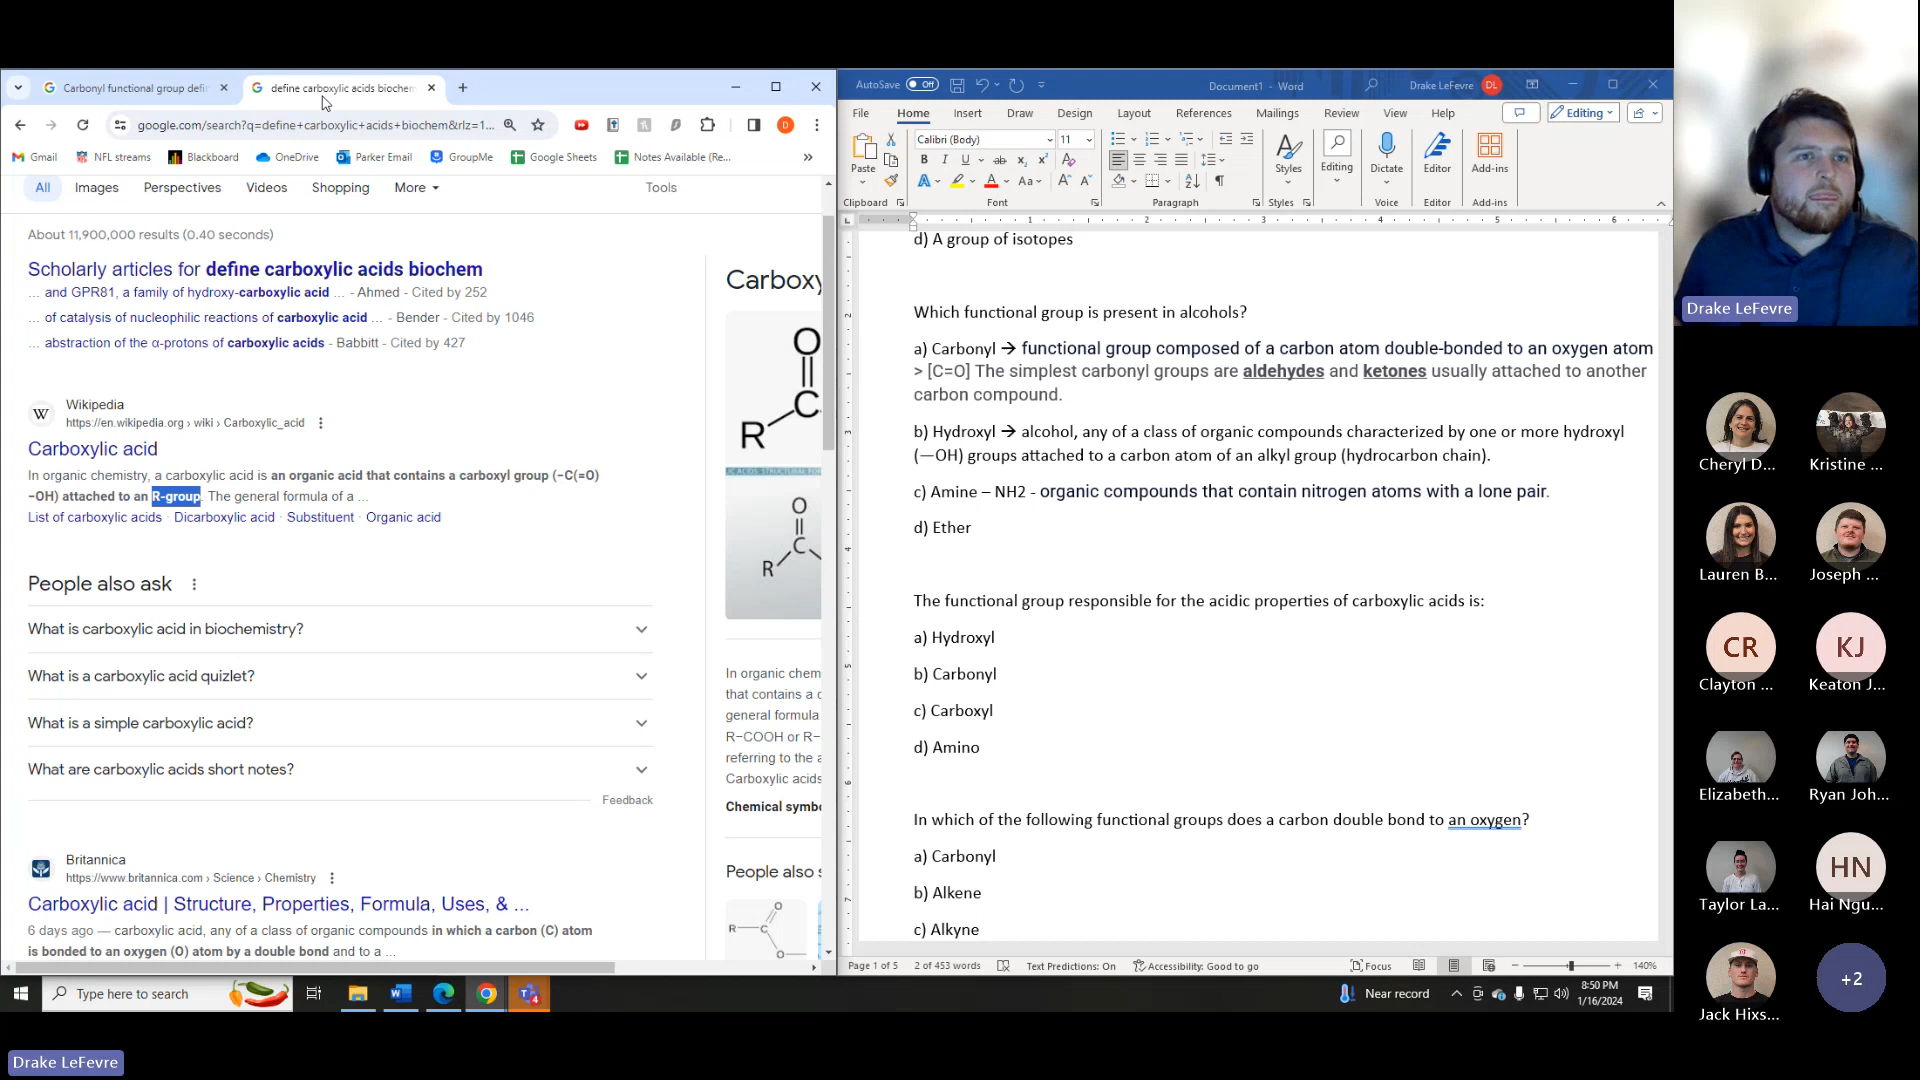 Carbonyl functional group defi
define carboxylic acids biochem
google.com/search?q=define+carboxylic+acids+biochem&rlz=1...
Gmail
NFL streams
Blackboard
OneDrive
Parker Email
GroupMe
Google Sheets
Notes Available (Re...
All
Images
Perspectives
Videos
Shopping
More
Tools
About 11,900,000 results (0.40 seconds)
Scholarly articles for define carboxylic acids biochem
... and GPR81, a family of hydroxy-carboxylic acid ... - Ahmed - Cited by 252
... of catalysis of nucleophilic reactions of carboxylic acid ... - Bender - Cited by 1046
... abstraction of the α-protons of carboxylic acids - Babbitt - Cited by 427
W
Wikipedia
https://en.wikipedia.org › wiki › Carboxylic_acid
Carboxylic acid
In organic chemistry, a carboxylic acid is an organic acid that contains a carboxyl group (−C(=O)
−OH) attached to an R-group. The general formula of a ...
List of carboxylic acids · Dicarboxylic acid · Substituent · Organic acid
People also ask
What is carboxylic acid in biochemistry?
What is a carboxylic acid quizlet?
What is a simple carboxylic acid?
What are carboxylic acids short notes?
Feedback
Britannica
https://www.britannica.com › Science › Chemistry
Carboxylic acid | Structure, Properties, Formula, Uses, & ...
6 days ago — carboxylic acid, any of a class of organic compounds in which a carbon (C) atom
is bonded to an oxygen (O) atom by a double bond and to a ...
Carboxy
O
C
R
O
C
R
In organic chem
that contains a c
general formula
R−COOH or R−
referring to the a
Carboxylic acids
Chemical symbo
People also s
O
R
C
O
Type here to search
AutoSave Off
Document1 - Word
Drake LeFevre
DL
File
Home
Insert
Draw
Design
Layout
References
Mailings
Review
View
Help
Editing
Paste
Calibri (Body)
11
Styles
Editing
Dictate
Editor
Add-ins
Clipboard
Font
Paragraph
Styles
Voice
Editor
Add-ins
d) A group of isotopes
Which functional group is present in alcohols?
a) Carbonyl → functional group composed of a carbon atom double-bonded to an oxygen atom
> [C=O] The simplest carbonyl groups are aldehydes and ketones usually attached to another
carbon compound.
b) Hydroxyl → alcohol, any of a class of organic compounds characterized by one or more hydroxyl
(—OH) groups attached to a carbon atom of an alkyl group (hydrocarbon chain).
c) Amine – NH2 - organic compounds that contain nitrogen atoms with a lone pair.
d) Ether
The functional group responsible for the acidic properties of carboxylic acids is:
a) Hydroxyl
b) Carbonyl
c) Carboxyl
d) Amino
In which of the following functional groups does a carbon double bond to an oxygen?
a) Carbonyl
b) Alkene
c) Alkyne
Page 1 of 5
2 of 453 words
Text Predictions: On
Accessibility: Good to go
Focus
140%
Near record
8:50 PM
1/16/2024
Drake LeFevre
Cheryl D...
Kristine ...
Lauren B...
Joseph ...
CR
KJ
Clayton ...
Keaton J...
Elizabeth...
Ryan Joh...
HN
Taylor La...
Hai Ngu...
+2
Jack Hixs...
Drake LeFevre